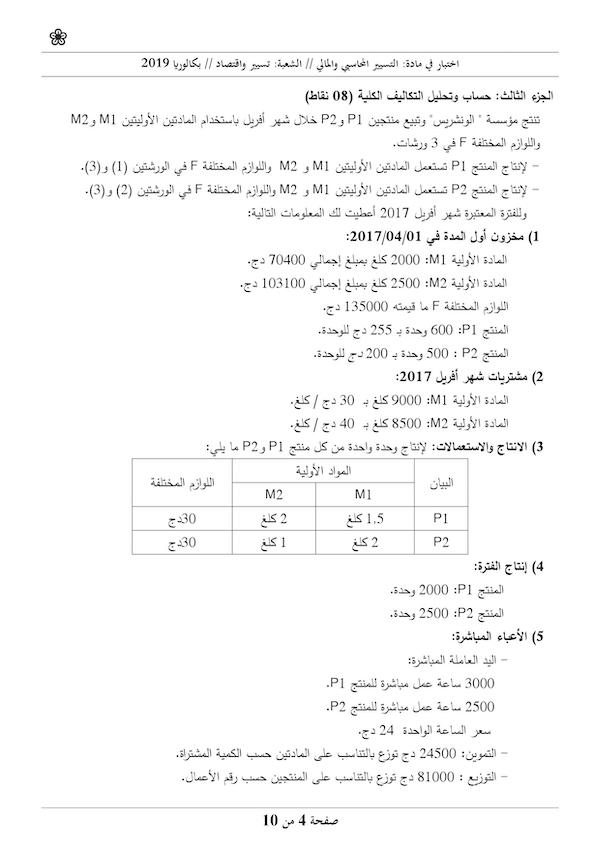 اختبار في مادة: التسيير المحاسبي والمالي // الشعبة: تسيير واقتصاد // بكالوريا 2019
الجزء الثالث: حساب وتحليل التكاليف الكلية (08 نقاط)
تنتج مؤسسة " الونشريس" وتبيع منتجين P1 و P2 خلال شهر أفريل باستخدام المادتين الأوليتين M1 و M2
واللوازم المختلفة F في 3 ورشات.
– لإنتاج المنتج P1 تستعمل المادتين الأوليتين M1 و M2 واللوازم المختلفة F في الورشتين (1) و(3).
– لإنتاج المنتج P2 تستعمل المادتين الأوليتين M1 و M2 واللوازم المختلفة F في الورشتين (2) و(3).
وللفترة المعتبرة شهر أفريل 2017 أعطيت لك المعلومات التالية:
1) مخزون أول المدة في 2017/04/01:
المادة الأولية M1: 2000 كلغ بمبلغ إجمالي 70400 دج.
المادة الأولية M2: 2500 كلغ بمبلغ إجمالي 103100 دج.
اللوازم المختلفة F ما قيمته 135000 دج.
المنتج P1: 600 وحدة بـ 255 دج للوحدة.
المنتج P2 : 500 وحدة بـ 200 دج للوحدة.
2) مشتريات شهر أفريل 2017:
المادة الأولية M1: 9000 كلغ بـ 30 دج / كلغ.
المادة الأولية M2: 8500 كلغ بـ 40 دج / كلغ.
3) الانتاج والاستعمالات: لإنتاج وحدة واحدة من كل منتج P1 و P2 ما يلي:
البيان المواد الأولية اللوازم المختلفة
M1 M2
P1 1,5 كلغ 2 كلغ 30دج
P2 2 كلغ 1 كلغ 30دج
4) إنتاج الفترة:
المنتج P1: 2000 وحدة.
المنتج P2: 2500 وحدة.
5) الأعباء المباشرة:
– اليد العاملة المباشرة:
3000 ساعة عمل مباشرة للمنتج P1.
2500 ساعة عمل مباشرة للمنتج P2.
سعر الساعة الواحدة 24 دج.
– التموين: 24500 دج توزع بالتناسب على المادتين حسب الكمية المشتراة.
– التوزيع : 81000 دج توزع بالتناسب على المنتجين حسب رقم الأعمال.
صفحة 4 من 10